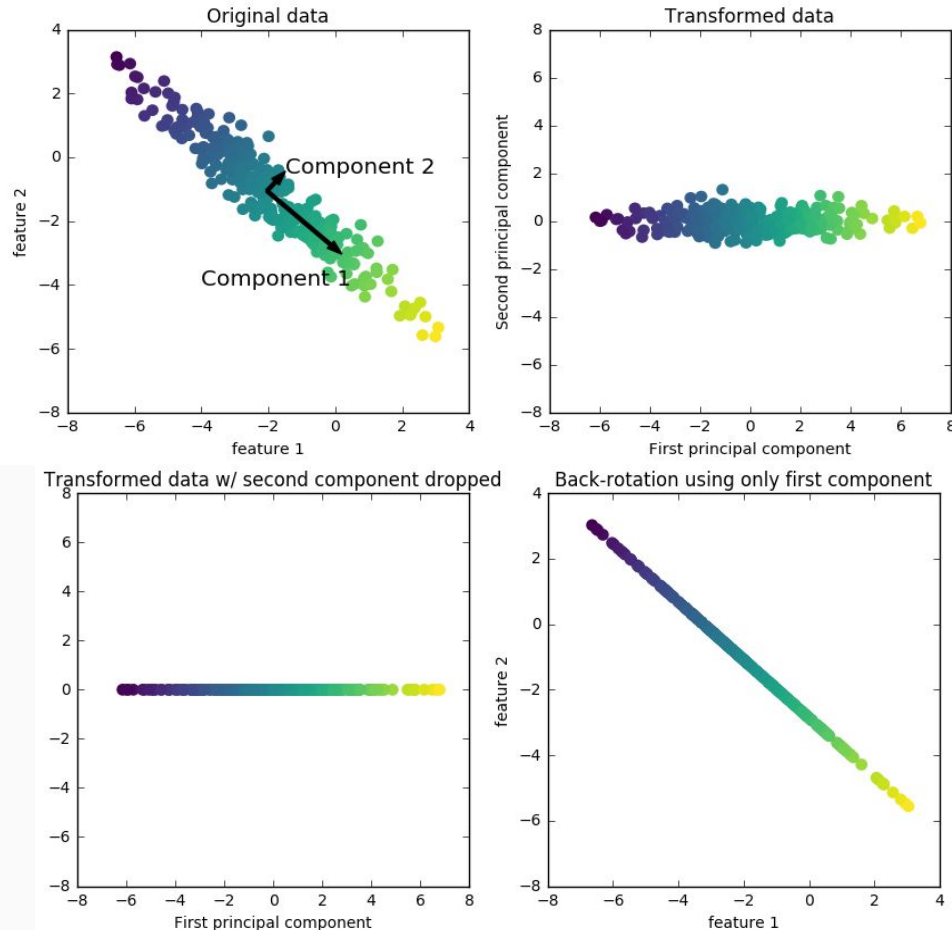 Original data
4
2
0
−2
−4
−6
−8
feature 2
Component 2
Component 1
−8 −6 −4 −2 0 2 4
feature 1
Transformed data
8
6
4
2
0
−2
−4
−6
−8
Second principal component
−8 −6 −4 −2 0 2 4 6 8
First principal component
Transformed data w/ second component dropped
8
6
4
2
0
−2
−4
−6
−8
−8 −6 −4 −2 0 2 4 6 8
First principal component
Back-rotation using only first component
4
2
0
−2
−4
−6
−8
feature 2
−8 −6 −4 −2 0 2 4
feature 1